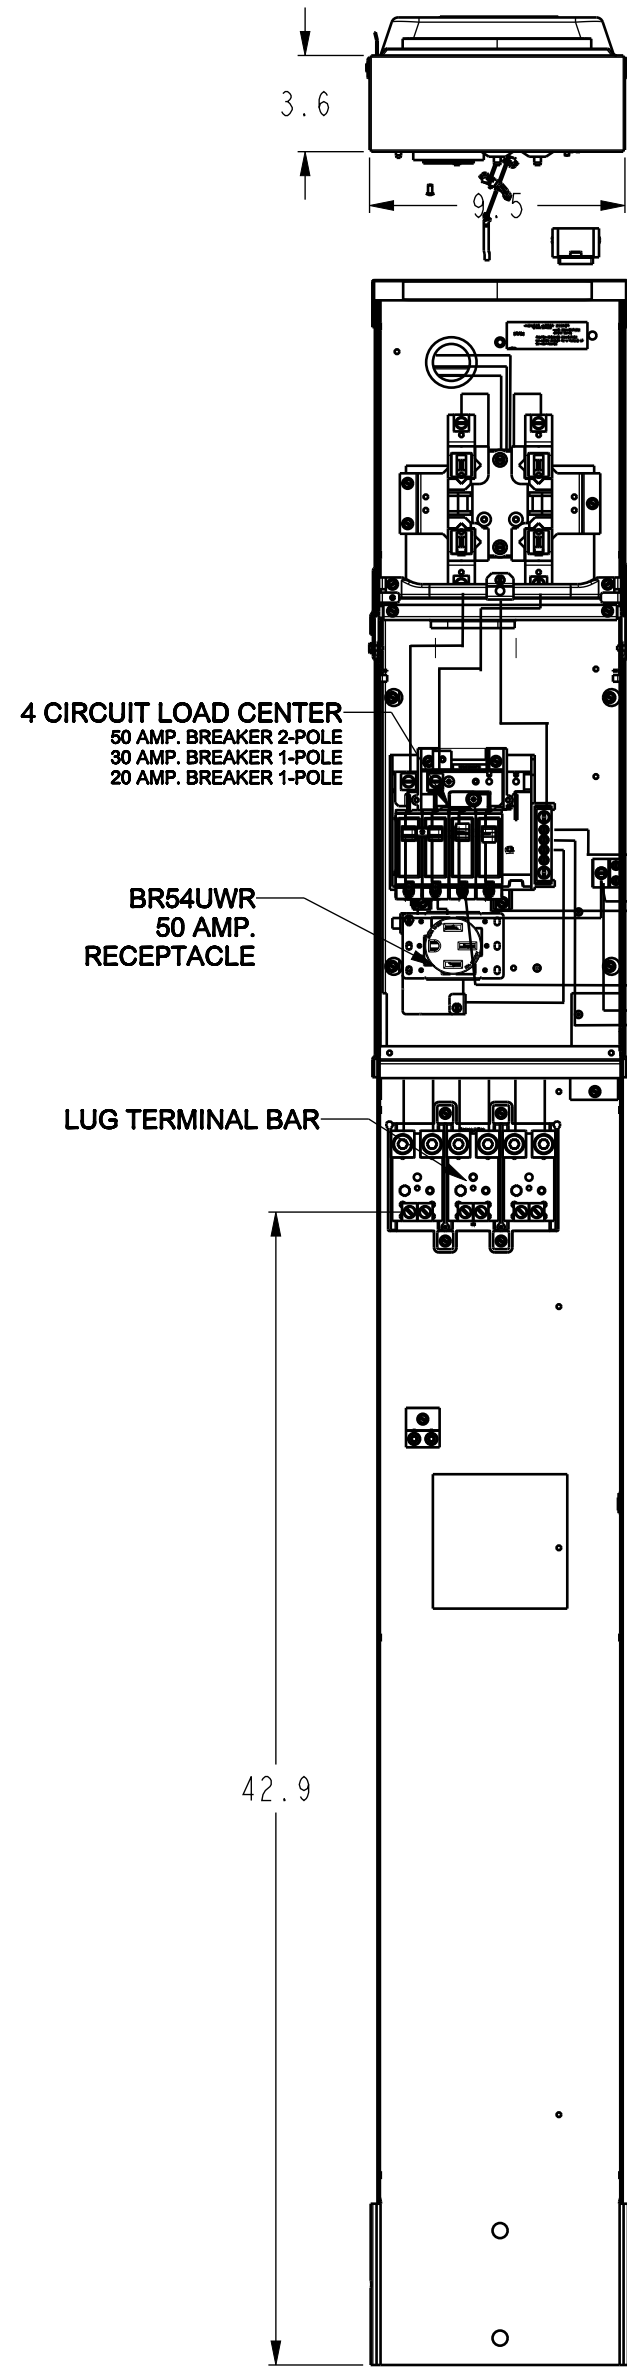 3.6
9.5
4 CIRCUIT LOAD CENTER
50 AMP. BREAKER 2-POLE
30 AMP. BREAKER 1-POLE
20 AMP. BREAKER 1-POLE
BR54UWR
50 AMP.
RECEPTACLE
LUG TERMINAL BAR
42.9